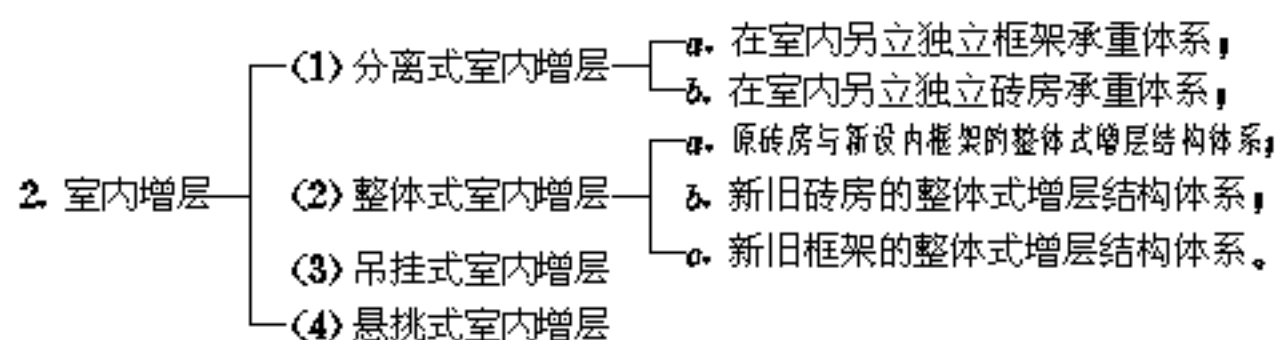 2. 室内增层
(1) 分离式室内增层
a. 在室内另立独立框架承重体系；
b. 在室内另立独立砖房承重体系；
(2) 整体式室内增层
a. 原砖房与新设内框架的整体式增层结构体系；
b. 新旧砖房的整体式增层结构体系；
c. 新旧框架的整体式增层结构体系。
(3) 吊挂式室内增层
(4) 悬挑式室内增层